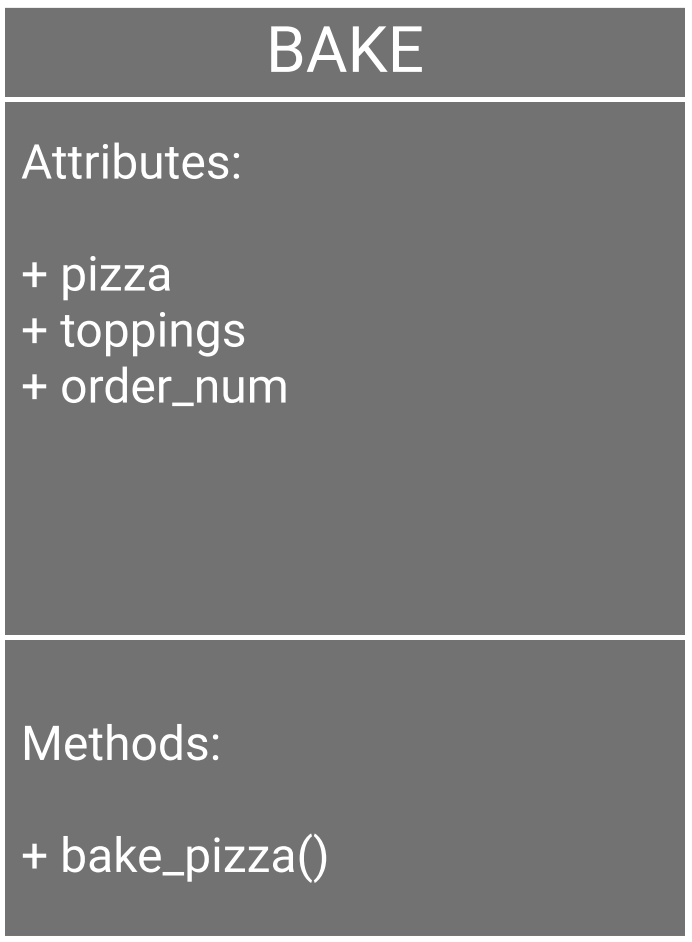 BAKE
Attributes:
+ pizza
+ toppings
+ order_num
Methods:
+ bake_pizza()